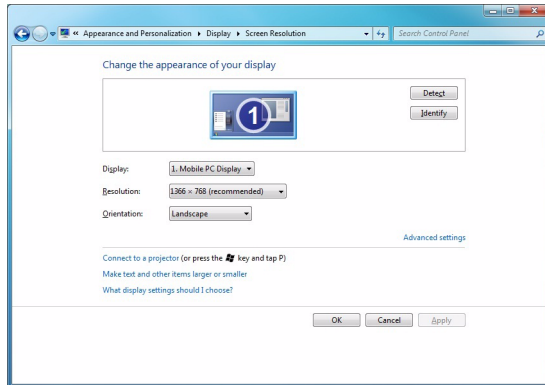 « Appearance and Personalization ▸ Display ▸ Screen Resolution Search Control Panel
Change the appearance of your display
1
Detect
Identify
Display: 1. Mobile PC Display
Resolution: 1366 × 768 (recommended)
Orientation: Landscape
Advanced settings
Connect to a projector (or press the key and tap P)
Make text and other items larger or smaller
What display settings should I choose?
OK Cancel Apply